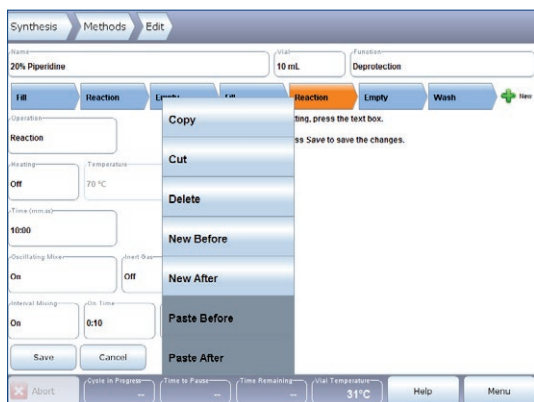 Synthesis Methods Edit
Name Vial Function
20% Piperidine 10 mL Deprotection
Fill Reaction Empty Fill Reaction Empty Wash New
Operation
Reaction
ting, press the text box.
ss Save to save the changes.
Heating Temperature
Off 70 °C
Time (mm:ss)
10:00
Oscillating Mixer Inert Gas
On Off
Interval Mixing On Time
On 0:10
Copy
Cut
Delete
New Before
New After
Paste Before
Paste After
Save Cancel
Abort Cycle in Progress -- Time to Pause -- Time Remaining -- Vial Temperature 31°C Help Menu